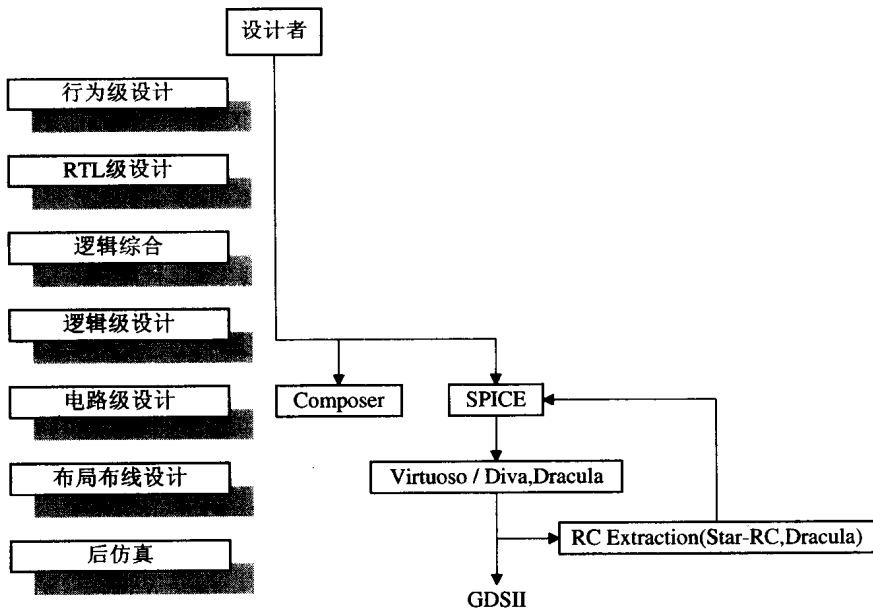 设计者
行为级设计
RTL级设计
逻辑综合
逻辑级设计
电路级设计
Composer
SPICE
布局布线设计
Virtuoso / Diva,Dracula
后仿真
RC Extraction(Star-RC,Dracula)
GDSII